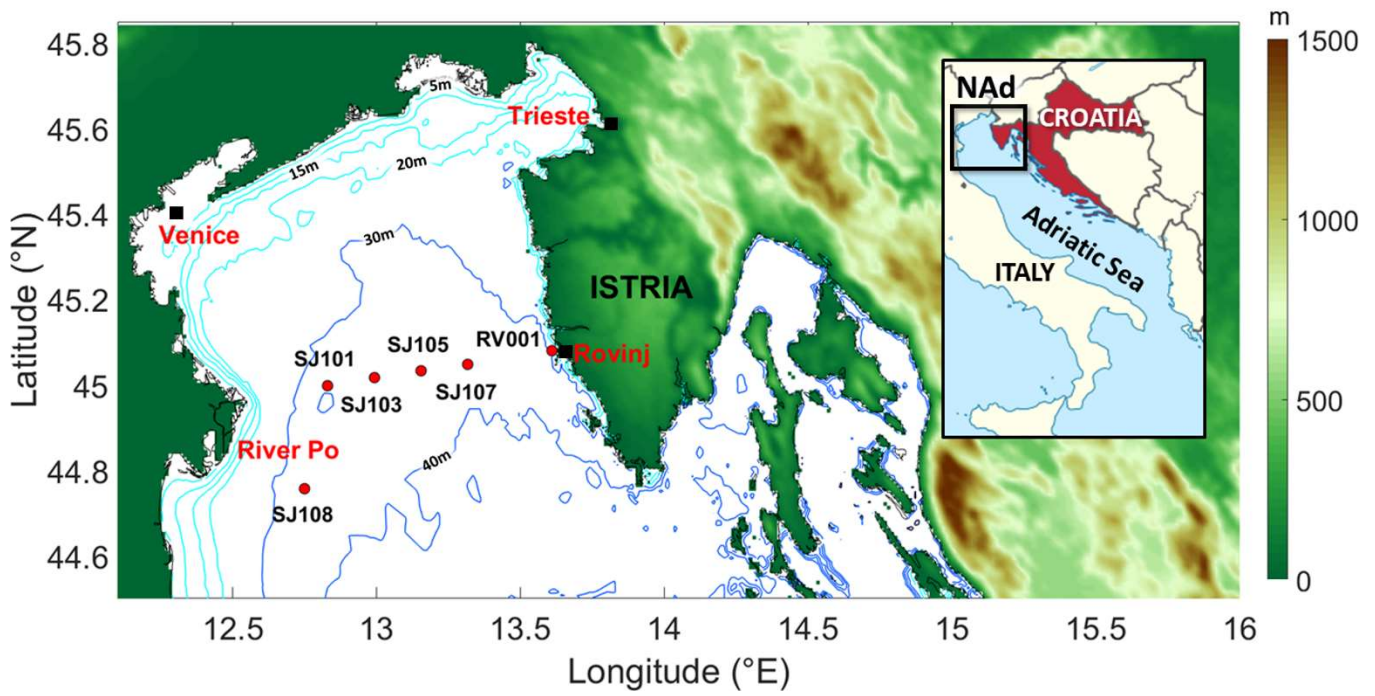 m
45.8
45.6
45.4
45.2
45
44.8
44.6
Latitude (°N)
5m
15m
20m
30m
40m
Trieste
Venice
ISTRIA
SJ101
SJ103
SJ105
SJ107
RV001
Rovinj
River Po
SJ108
NAd
CROATIA
Adriatic Sea
ITALY
1500
1000
500
0
12.5
13
13.5
14
14.5
15
15.5
16
Longitude (°E)